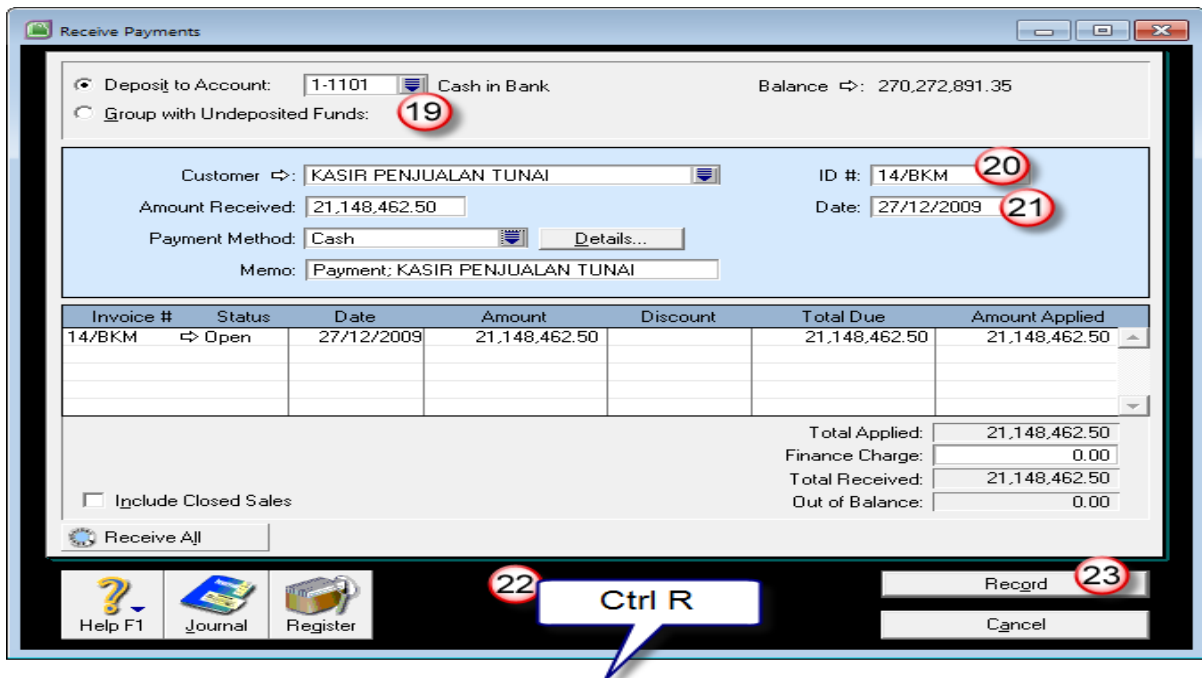 Receive Payments
Deposit to Account: 1-1101 Cash in Bank Balance ⇨: 270,272,891.35
Group with Undeposited Funds: 19
Customer ⇨: KASIR PENJUALAN TUNAI ID #: 14/BKM 20
Amount Received: 21,148,462.50 Date: 27/12/2009 21
Payment Method: Cash Details...
Memo: Payment; KASIR PENJUALAN TUNAI
Invoice # Status Date Amount Discount Total Due Amount Applied
14/BKM ⇨ Open 27/12/2009 21,148,462.50 21,148,462.50 21,148,462.50
Total Applied: 21,148,462.50
Finance Charge: 0.00
Total Received: 21,148,462.50
Include Closed Sales Out of Balance: 0.00
Receive All
22 Ctrl R Record 23
Help F1 Journal Register Cancel